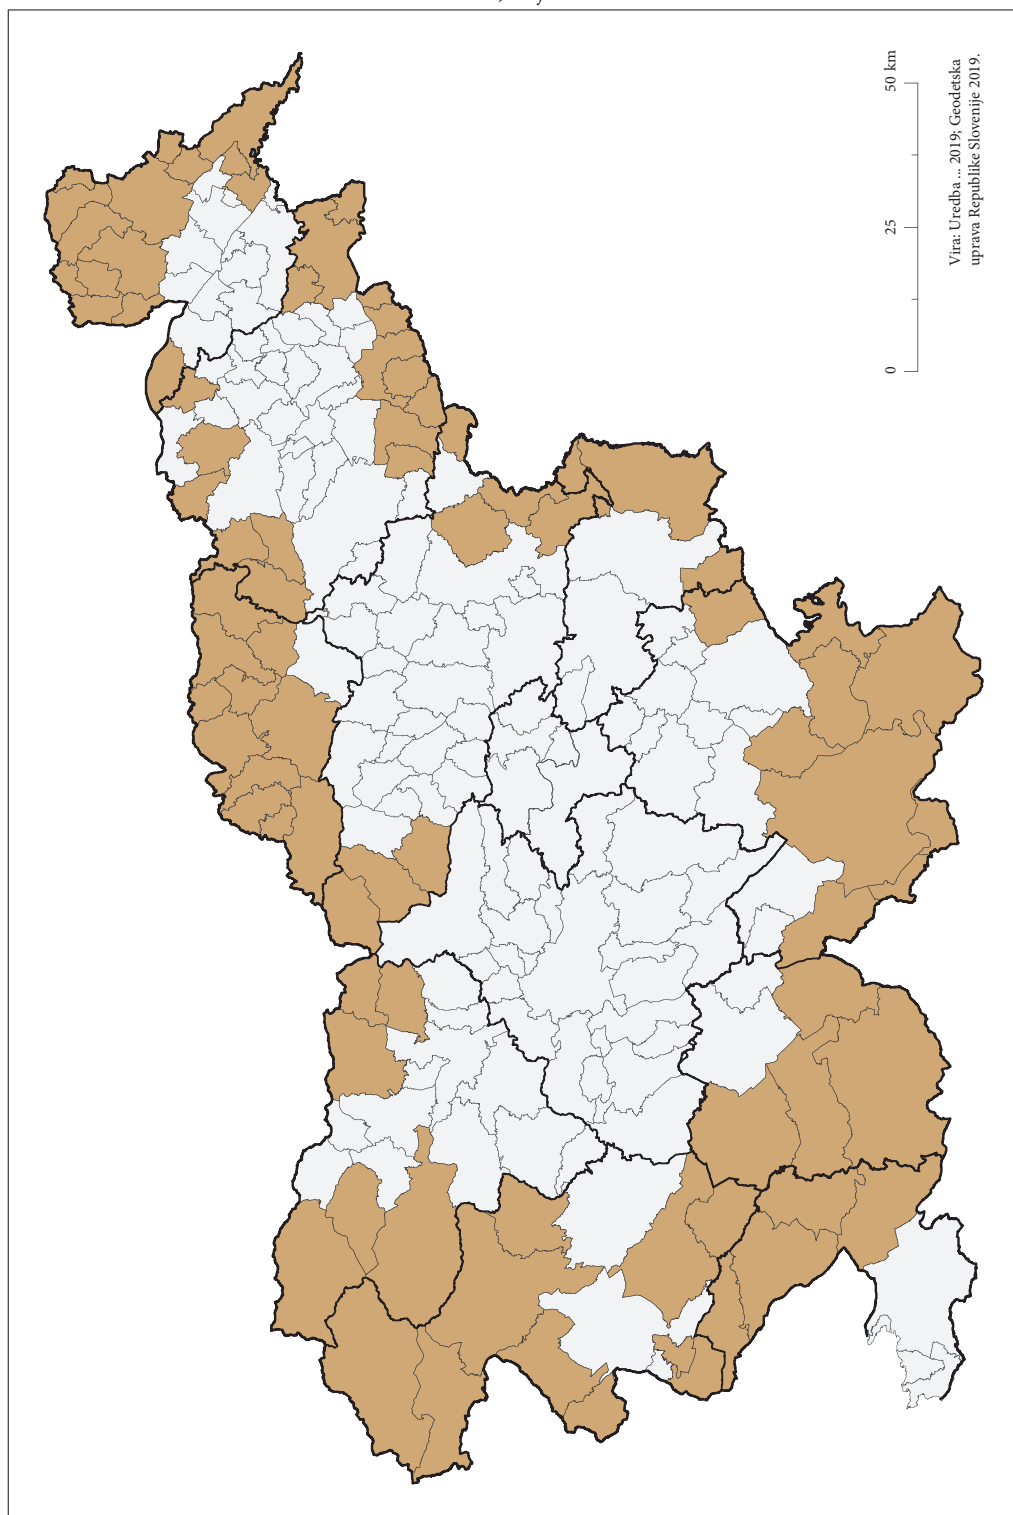 0
25
50 km
Vira: Uredba ... 2019; Geodetska
uprava Republike Slovenije 2019.